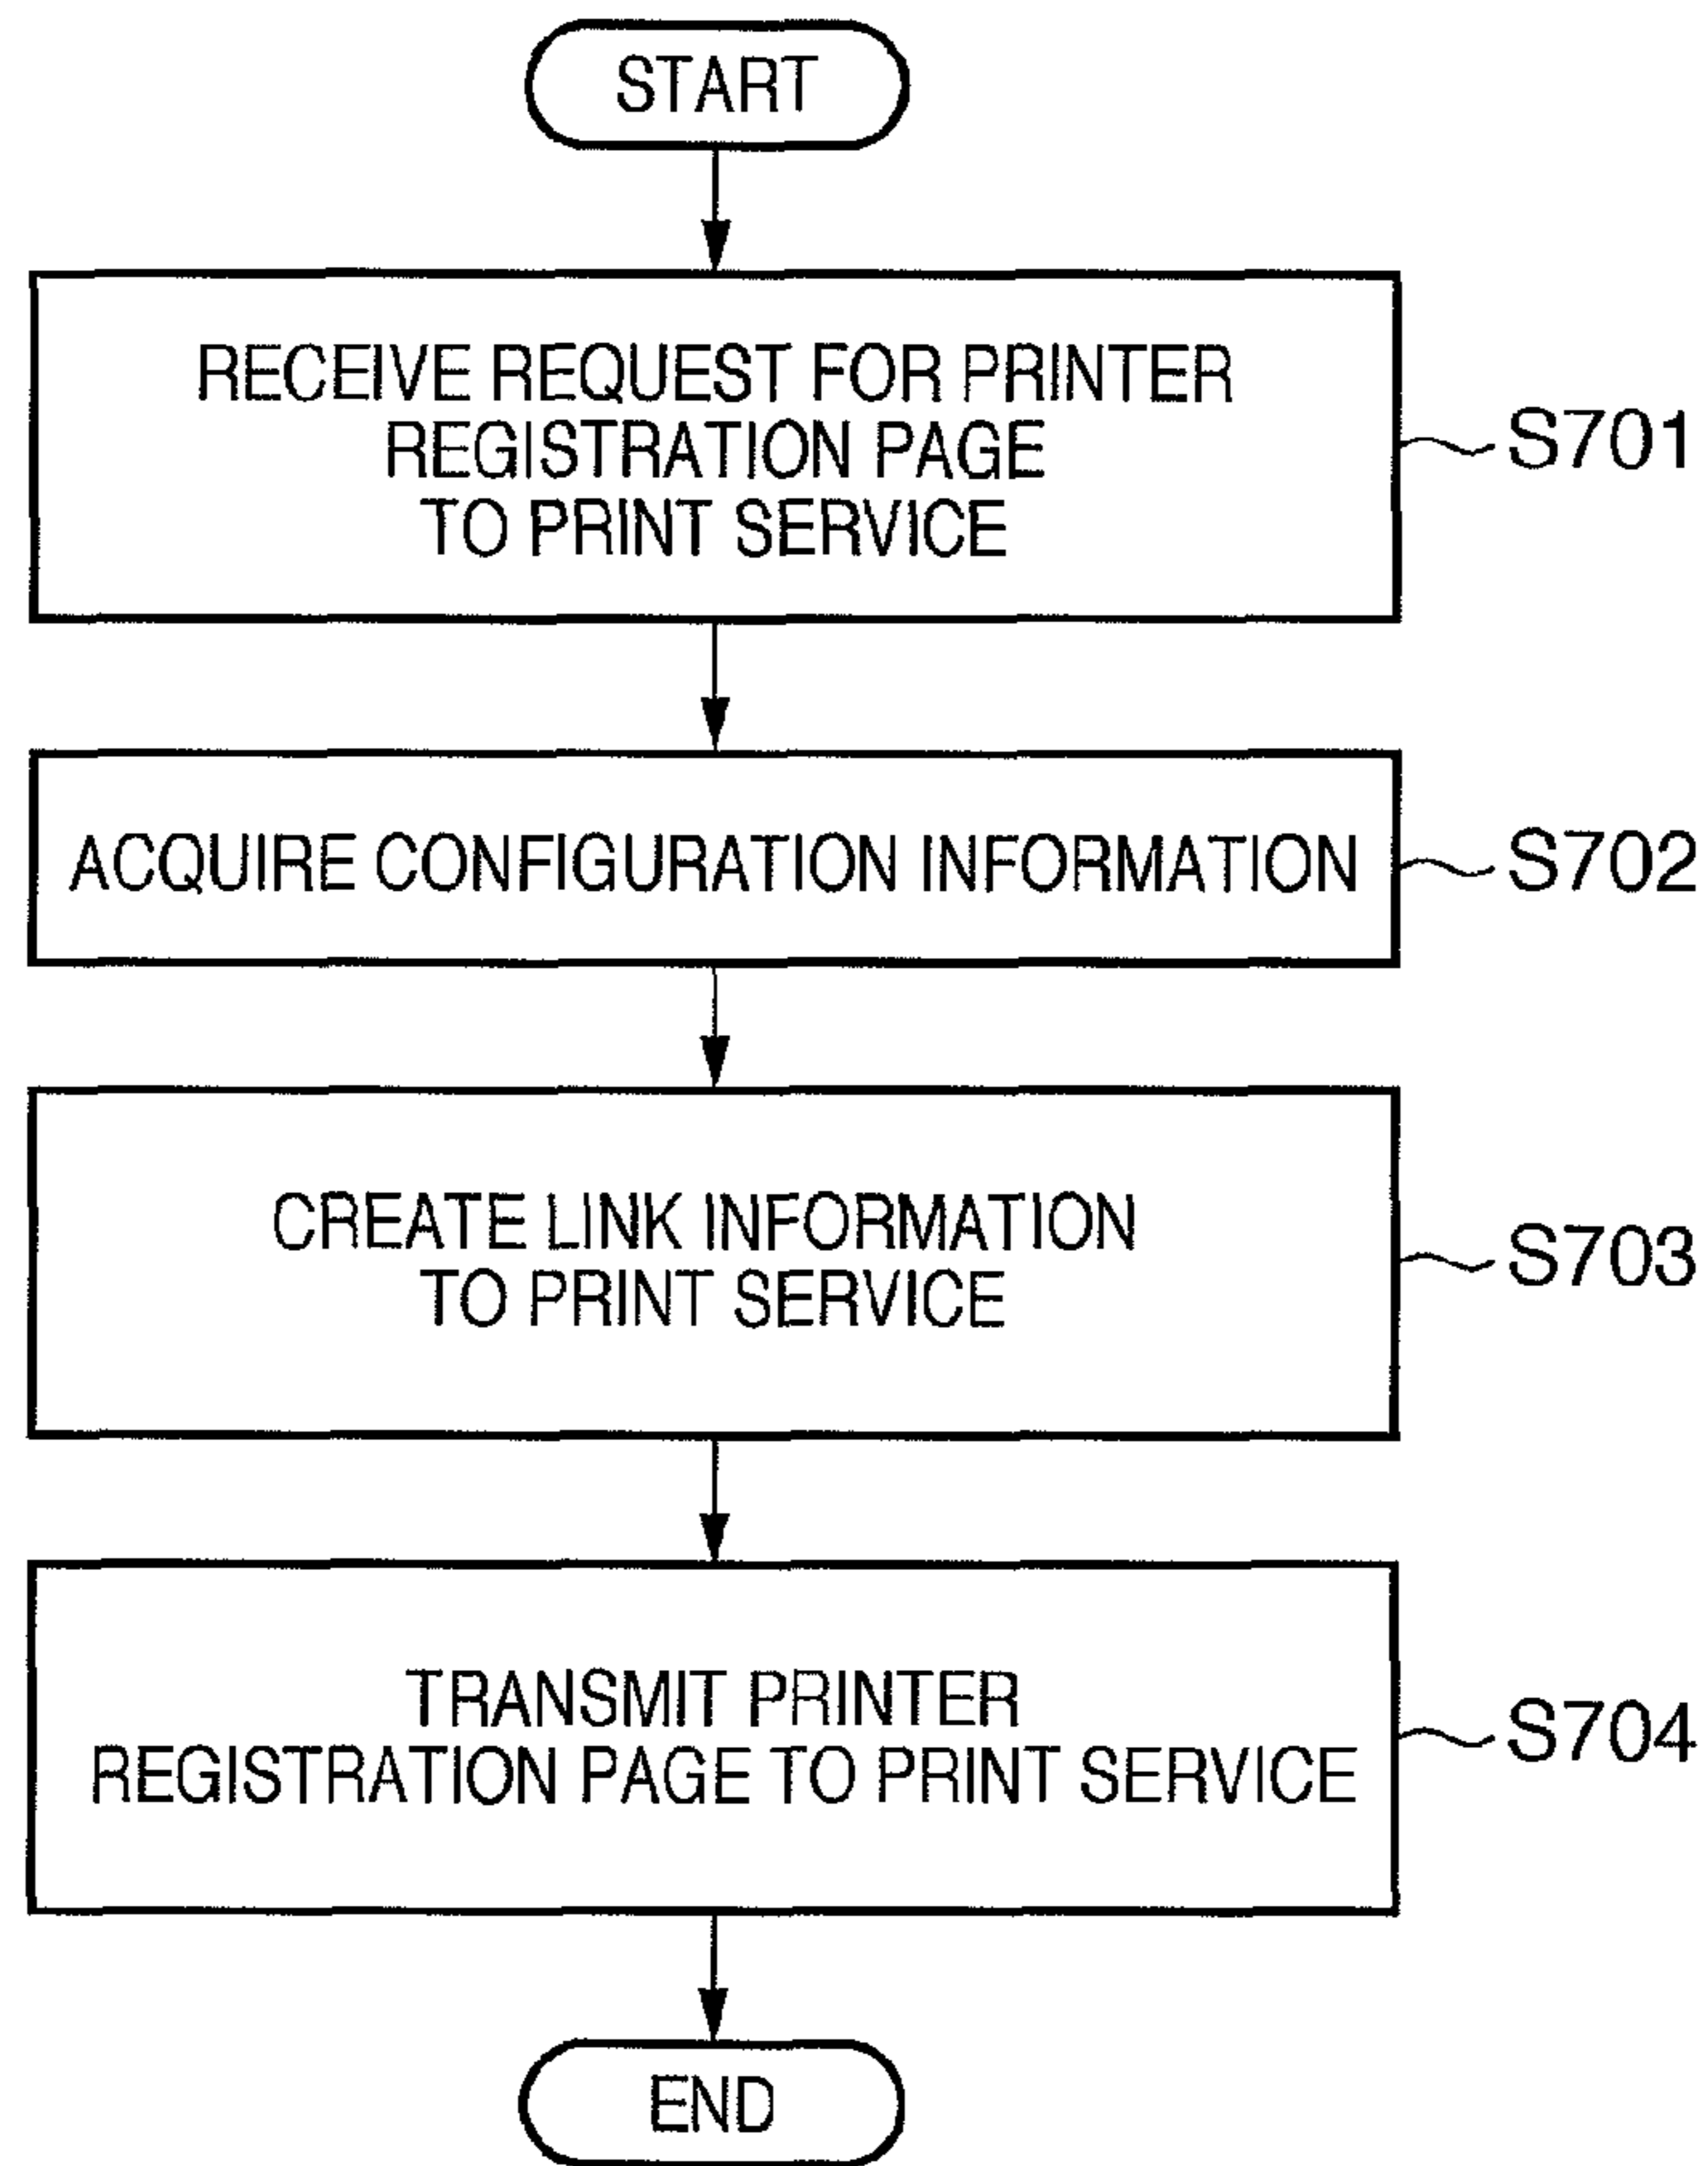 START
RECEIVE REQUEST FOR PRINTER
REGISTRATION PAGE
TO PRINT SERVICE
S701
ACQUIRE CONFIGURATION INFORMATION
S702
CREATE LINK INFORMATION
TO PRINT SERVICE
S703
TRANSMIT PRINTER
REGISTRATION PAGE TO PRINT SERVICE
S704
END